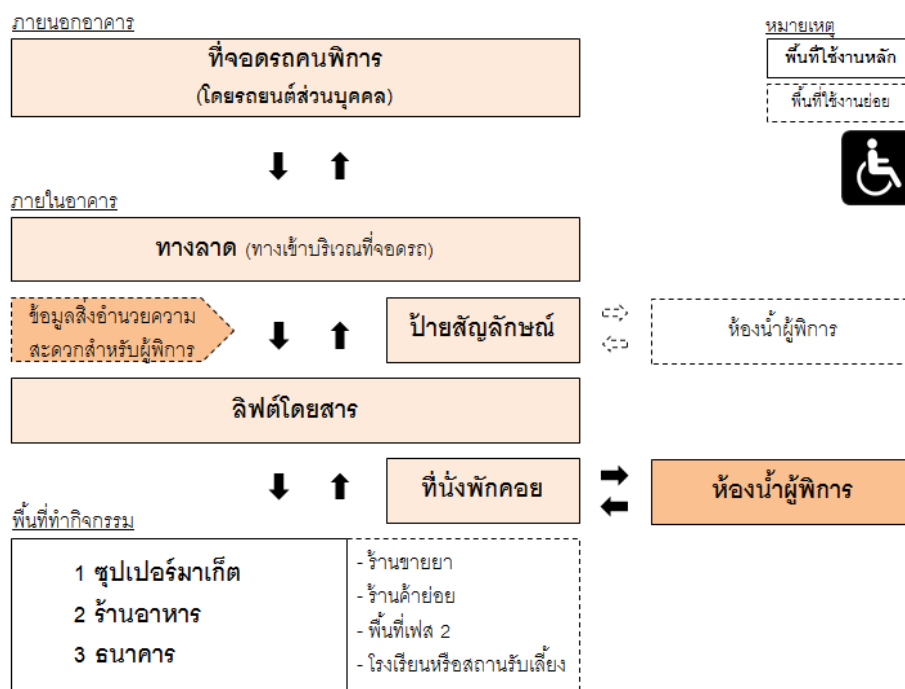 ภายนอกอาคาร
ที่จอดรถคนพิการ
(โดยรถยนต์ส่วนบุคคล)
หมายเหตุ
พื้นที่ใช้งานหลัก
พื้นที่ใช้งานย่อย
ภายในอาคาร
ทางลาด (ทางเข้าบริเวณที่จอดรถ)
ข้อมูลสิ่งอำนวยความ
สะดวกสำหรับผู้พิการ
ป้ายสัญลักษณ์
ห้องน้ำผู้พิการ
ลิฟต์โดยสาร
ที่นั่งพักคอย
ห้องน้ำผู้พิการ
พื้นที่ทำกิจกรรม
1 ซุปเปอร์มาเก็ต
2 ร้านอาหาร
3 ธนาคาร
- ร้านขายยา
- ร้านค้าย่อย
- พื้นที่เฟส 2
- โรงเรียนหรือสถานรับเลี้ยง